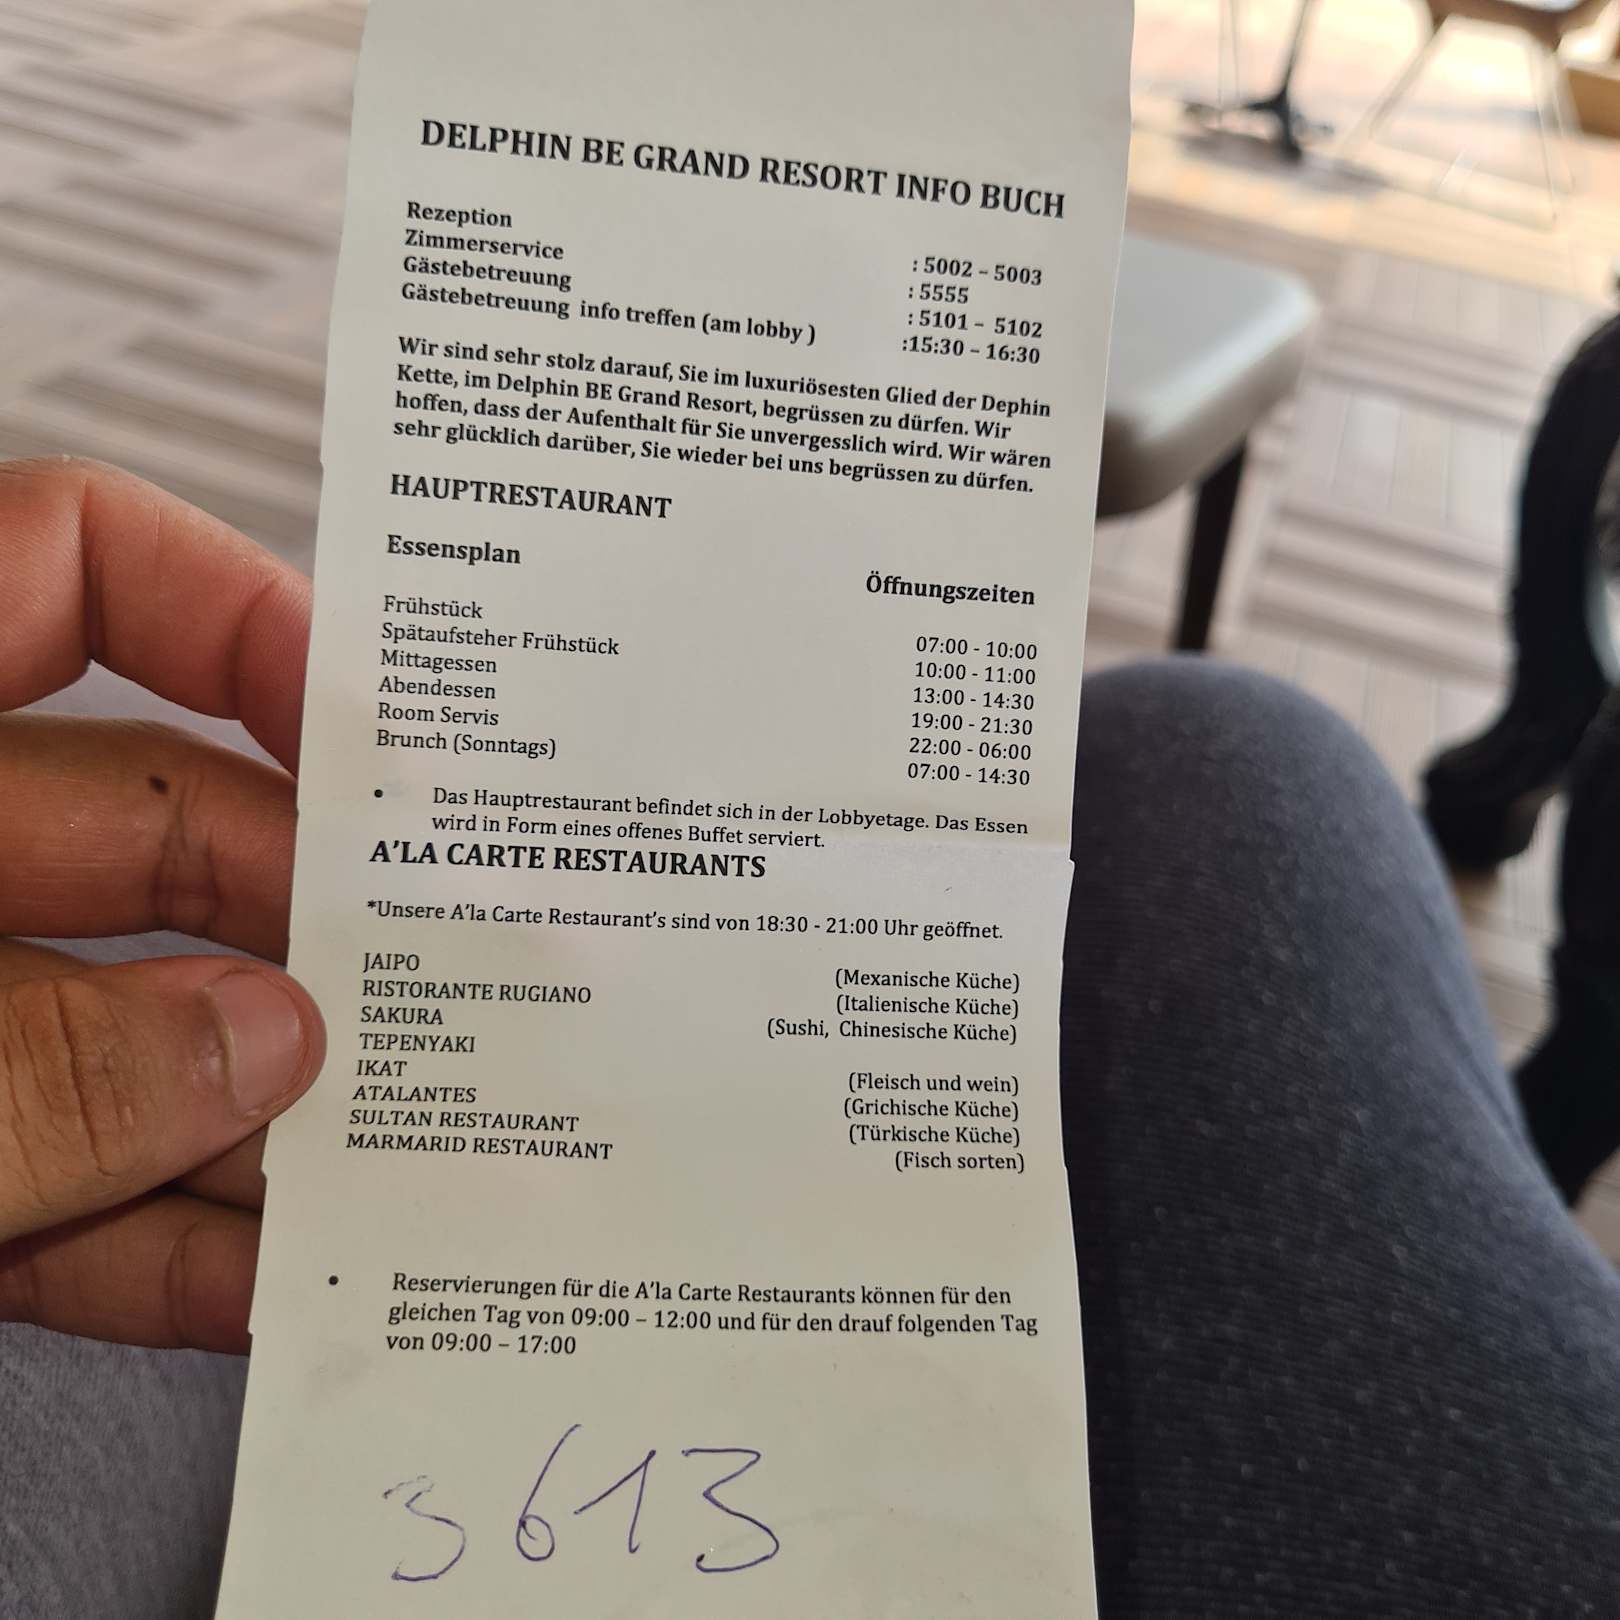 DELPHIN BE GRAND RESORT INFO BUCH
Rezeption : 5002 – 5003
Zimmerservice : 5555
Gästebetreuung : 5101 – 5102
Gästebetreuung info treffen (am lobby ) :15:30 – 16:30
Wir sind sehr stolz darauf, Sie im luxuriösesten Glied der Dephin
Kette, im Delphin BE Grand Resort, begrüssen zu dürfen. Wir
hoffen, dass der Aufenthalt für Sie unvergesslich wird. Wir wären
sehr glücklich darüber, Sie wieder bei uns begrüssen zu dürfen.
HAUPTRESTAURANT
Essensplan Öffnungszeiten
Frühstück 07:00 - 10:00
Spätaufsteher Frühstück 10:00 - 11:00
Mittagessen 13:00 - 14:30
Abendessen 19:00 - 21:30
Room Servis 22:00 - 06:00
Brunch (Sonntags) 07:00 - 14:30
• Das Hauptrestaurant befindet sich in der Lobbyetage. Das Essen
wird in Form eines offenes Buffet serviert.
A'LA CARTE RESTAURANTS
*Unsere A'la Carte Restaurant's sind von 18:30 - 21:00 Uhr geöffnet.
JAIPO (Mexanische Küche)
RISTORANTE RUGIANO (Italienische Küche)
SAKURA (Sushi, Chinesische Küche)
TEPENYAKI
IKAT (Fleisch und wein)
ATALANTES (Grichische Küche)
SULTAN RESTAURANT (Türkische Küche)
MARMARID RESTAURANT (Fisch sorten)
• Reservierungen für die A'la Carte Restaurants können für den
gleichen Tag von 09:00 – 12:00 und für den drauf folgenden Tag
von 09:00 – 17:00
3613